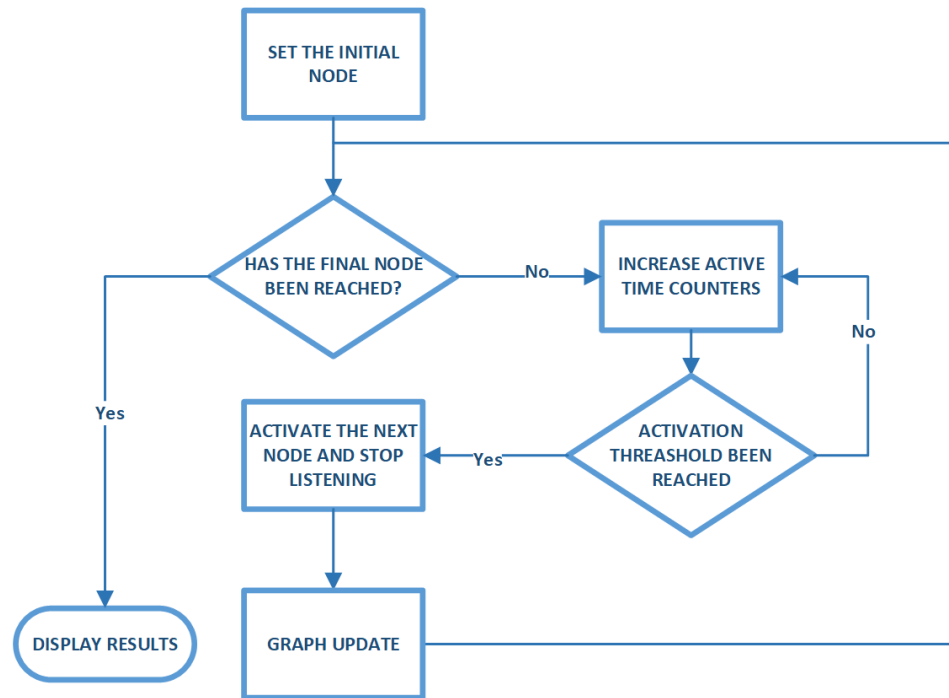 SET THE INITIAL
NODE
HAS THE FINAL NODE
BEEN REACHED?
No
INCREASE ACTIVE
TIME COUNTERS
No
Yes
ACTIVATE THE NEXT
NODE AND STOP
LISTENING
Yes
ACTIVATION
THREASHOLD BEEN
REACHED
DISPLAY RESULTS
GRAPH UPDATE